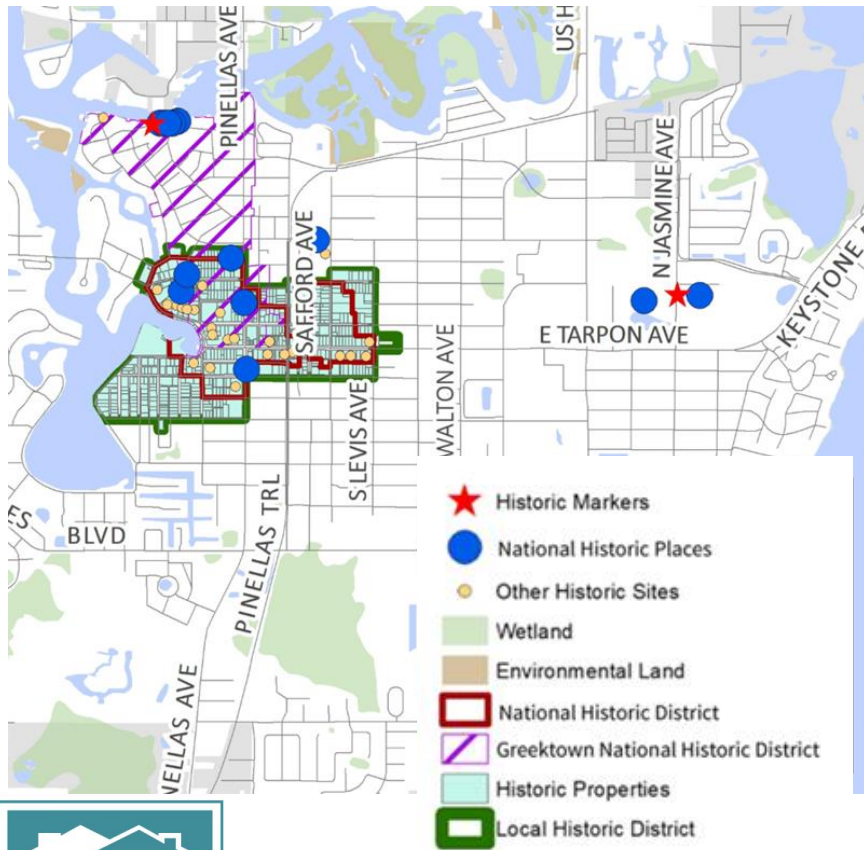 PINELLAS AVE
US H
SAFFORD AVE
N JASMINE AVE
KEYSTONE
E TARPON AVE
WALTON AVE
S LEVIS AVE
ES
BLVD
PINELLAS TRL
NELLAS AVE
Historic Markers
National Historic Places
Other Historic Sites
Wetland
Environmental Land
National Historic District
Greektown National Historic District
Historic Properties
Local Historic District